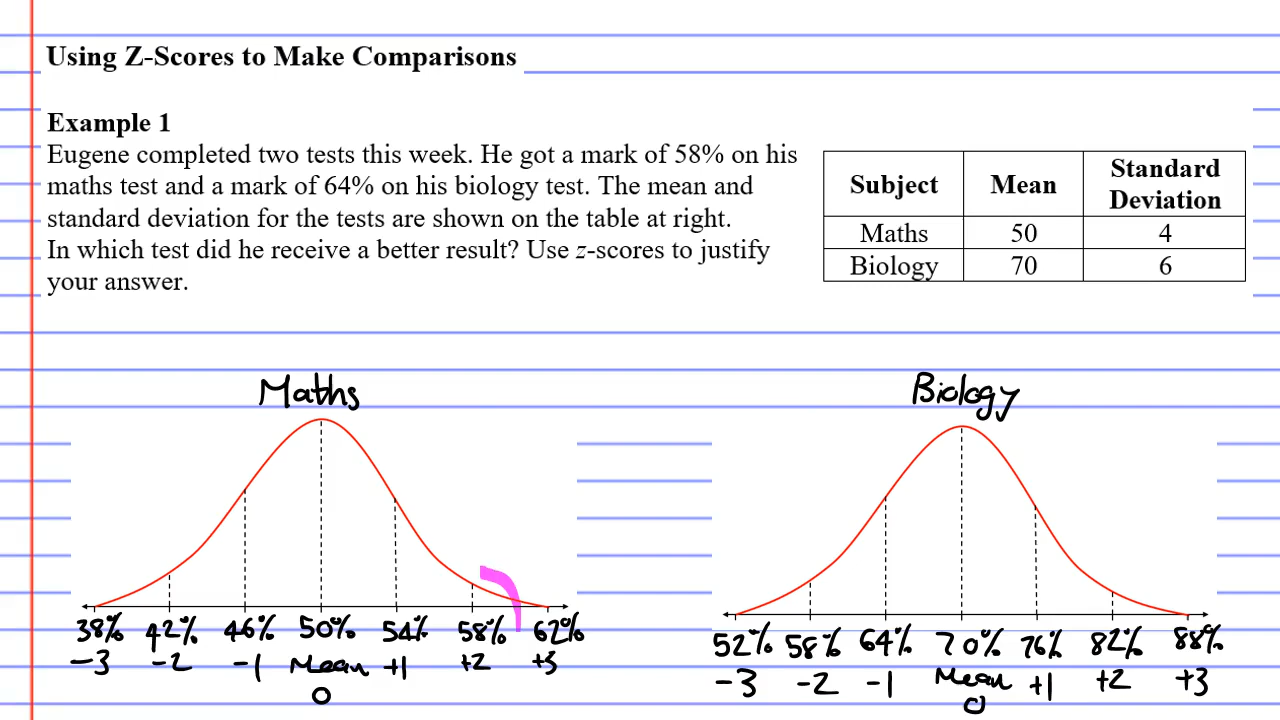 Using Z-Scores to Make Comparisons
Example 1
Eugene completed two tests this week. He got a mark of 58% on his
maths test and a mark of 64% on his biology test. The mean and
standard deviation for the tests are shown on the table at right.
In which test did he receive a better result? Use z-scores to justify
your answer.
Subject Mean Standard Deviation
Maths 50 4
Biology 70 6
Maths
38% 42% 46% 50% 54% 58% 62%
-3 -2 -1 Mean +1 +2 +3
0
Biology
52% 58% 64% 70% 76% 82% 88%
-3 -2 -1 Mean +1 +2 +3
0